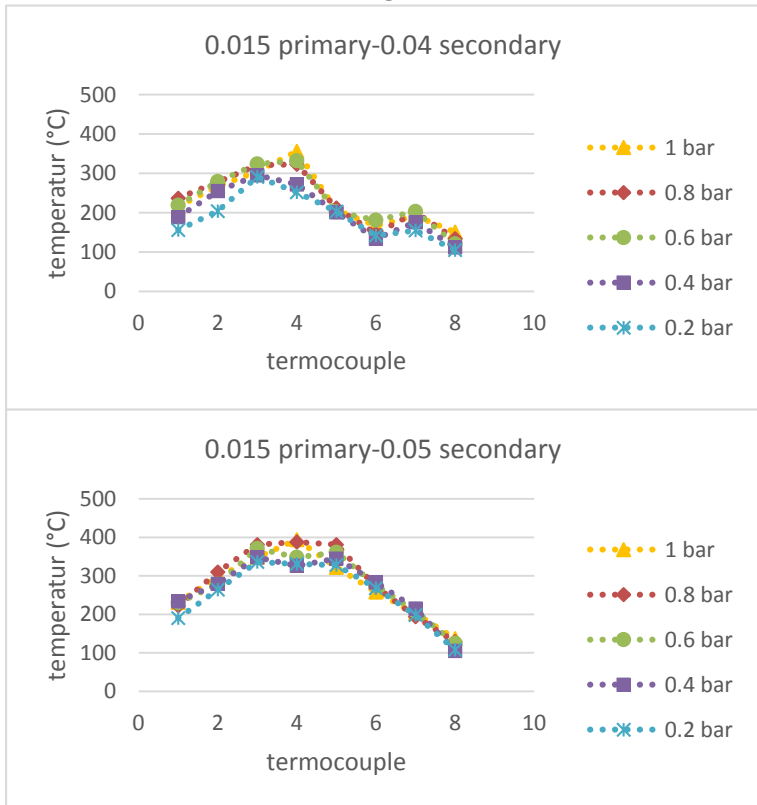 0.015 primary-0.04 secondary
temperatur (°C)
500
400
300
200
100
0
0 2 4 6 8 10
termocouple
1 bar
0.8 bar
0.6 bar
0.4 bar
0.2 bar
0.015 primary-0.05 secondary
temperatur (°C)
500
400
300
200
100
0
0 2 4 6 8 10
termocouple
1 bar
0.8 bar
0.6 bar
0.4 bar
0.2 bar